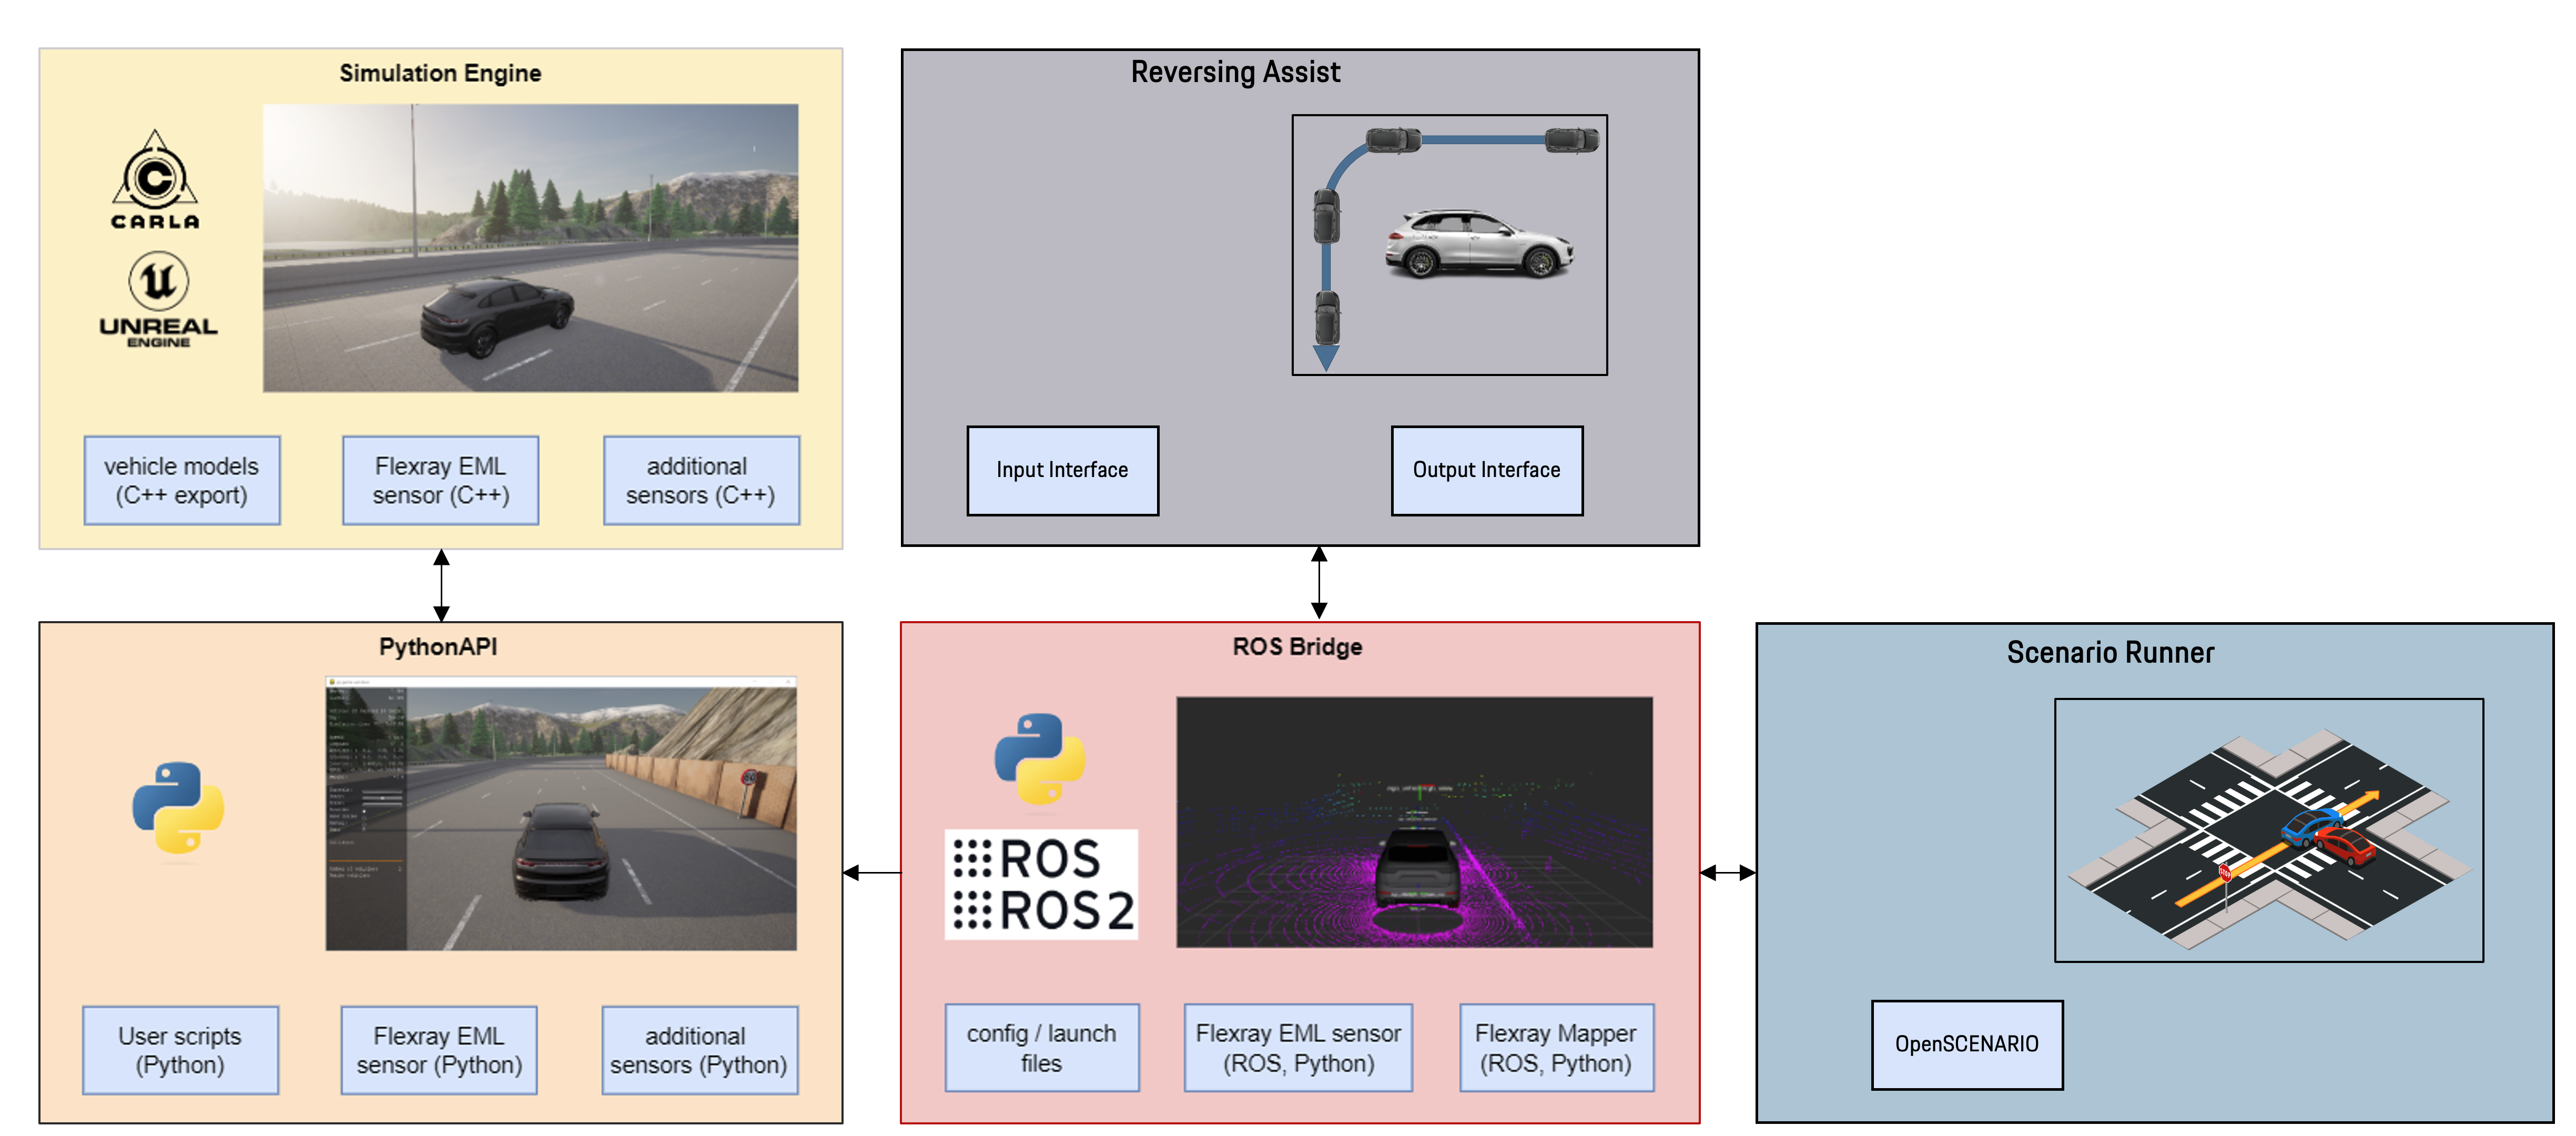 Simulation Engine
CARLA
UNREAL
ENGINE
vehicle models
(C++ export)
Flexray EML
sensor (C++)
additional
sensors (C++)
Reversing Assist
Input Interface
Output Interface
PythonAPI
60
User scripts
(Python)
Flexray EML
sensor (Python)
additional
sensors (Python)
ROS Bridge
ROS
ROS 2
config / launch
files
Flexray EML sensor
(ROS, Python)
Flexray Mapper
(ROS, Python)
Scenario Runner
STOP
OpenSCENARIO